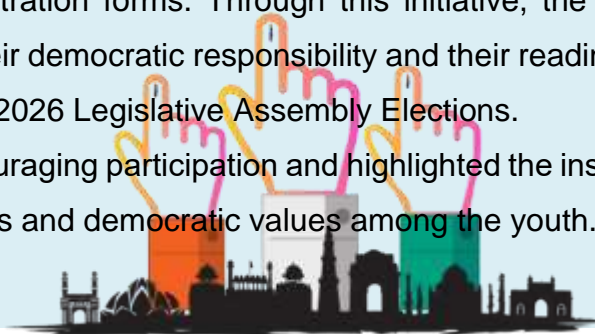 tration forms. Through this initiative, the
eir democratic responsibility and their readin
2026 Legislative Assembly Elections.
uraging participation and highlighted the ins
s and democratic values among the youth.